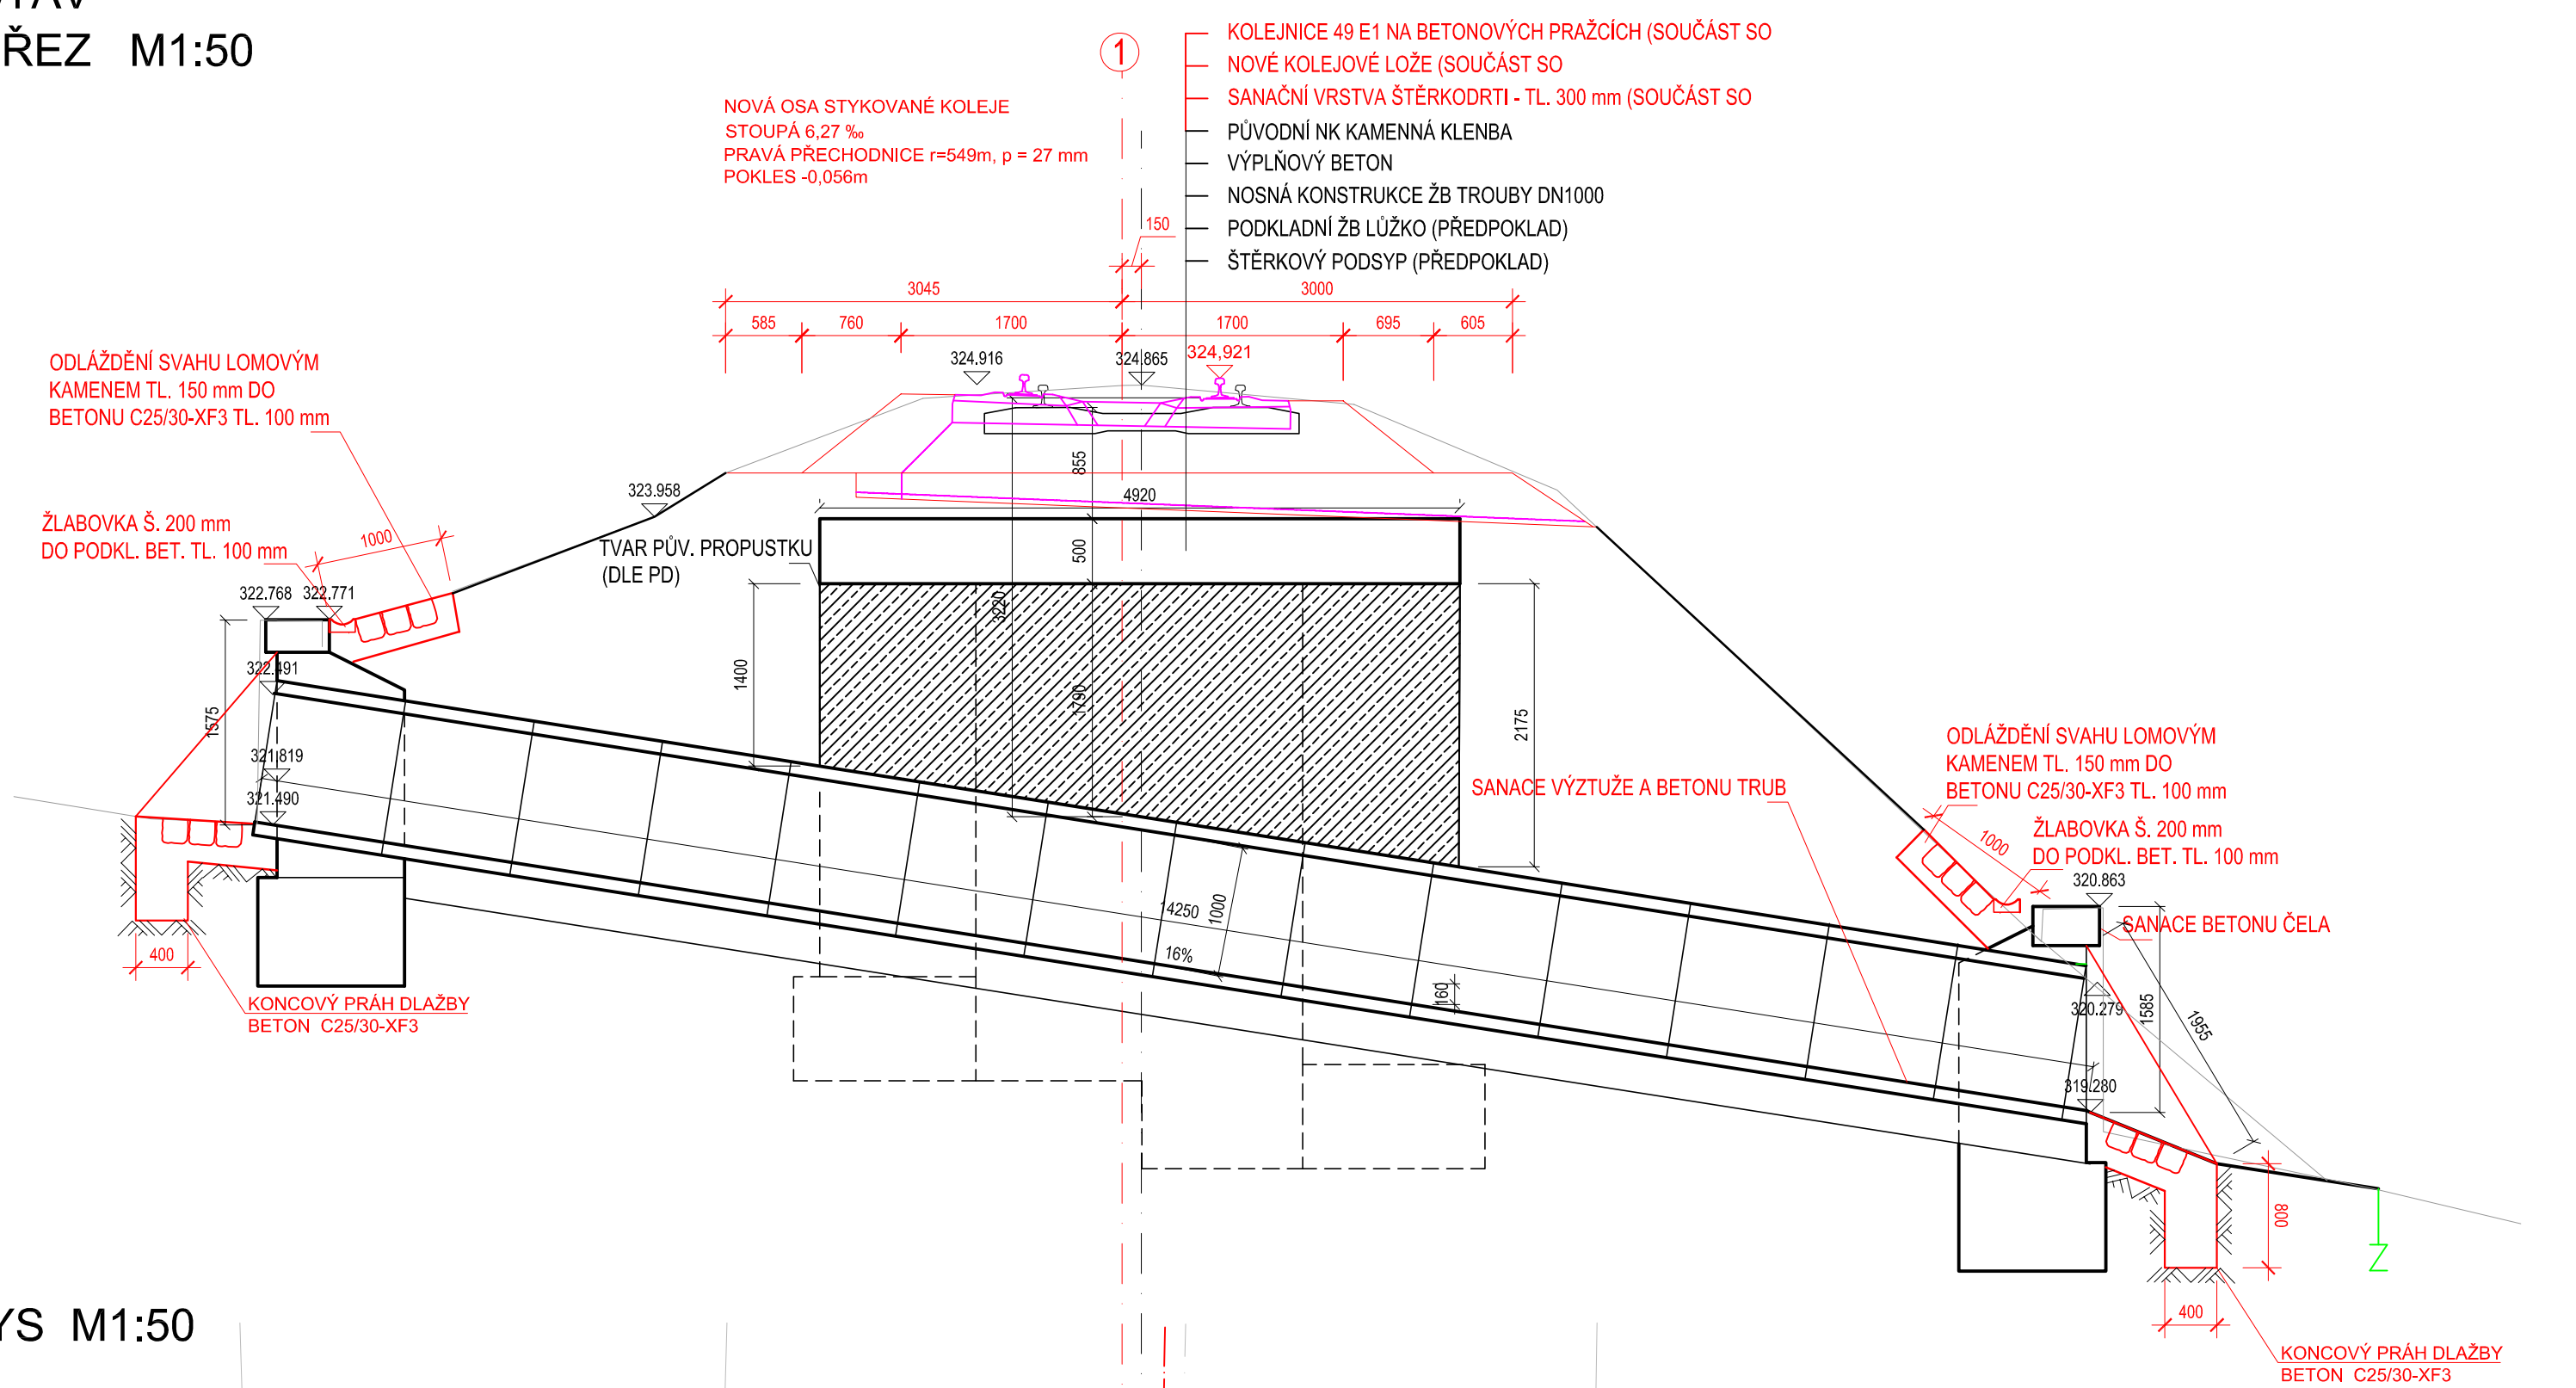 ŘEZ M1:50
1
KOLEJNICE 49 E1 NA BETONOVÝCH PRAŽCÍCH (SOUČÁST SO
NOVÉ KOLEJOVÉ LOŽE (SOUČÁST SO
SANAČNÍ VRSTVA ŠTĚRKODRTI - TL. 300 mm (SOUČÁST SO
PŮVODNÍ NK KAMENNÁ KLENBA
VÝPLŇOVÝ BETON
NOSNÁ KONSTRUKCE ŽB TROUBY DN1000
PODKLADNÍ ŽB LŮŽKO (PŘEDPOKLAD)
ŠTĚRKOVÝ PODSYP (PŘEDPOKLAD)
NOVÁ OSA STYKOVANÉ KOLEJE
STOUPÁ 6,27 ‰
PRAVÁ PŘECHODNICE r=549m, p = 27 mm
POKLES -0,056m
150
3045
3000
585
760
1700
1700
695
605
324.916
324.865
324,921
ODLÁŽDĚNÍ SVAHU LOMOVÝM
KAMENEM TL. 150 mm DO
BETONU C25/30-XF3 TL. 100 mm
ŽLABOVKA Š. 200 mm
DO PODKL. BET. TL. 100 mm
1000
323.958
855
4920
500
TVAR PŮV. PROPUSTKU
(DLE PD)
322.768
322.771
322.491
1575
321.819
321.490
1400
3220
1790
2175
400
KONCOVÝ PRÁH DLAŽBY
BETON C25/30-XF3
14250
1000
16%
160
SANACE VÝZTUŽE A BETONU TRUB
ODLÁŽDĚNÍ SVAHU LOMOVÝM
KAMENEM TL. 150 mm DO
BETONU C25/30-XF3 TL. 100 mm
1000
ŽLABOVKA Š. 200 mm
DO PODKL. BET. TL. 100 mm
320.863
SANACE BETONU ČELA
320.279
1585
1955
319.280
800
400
KONCOVÝ PRÁH DLAŽBY
BETON C25/30-XF3
YS M1:50